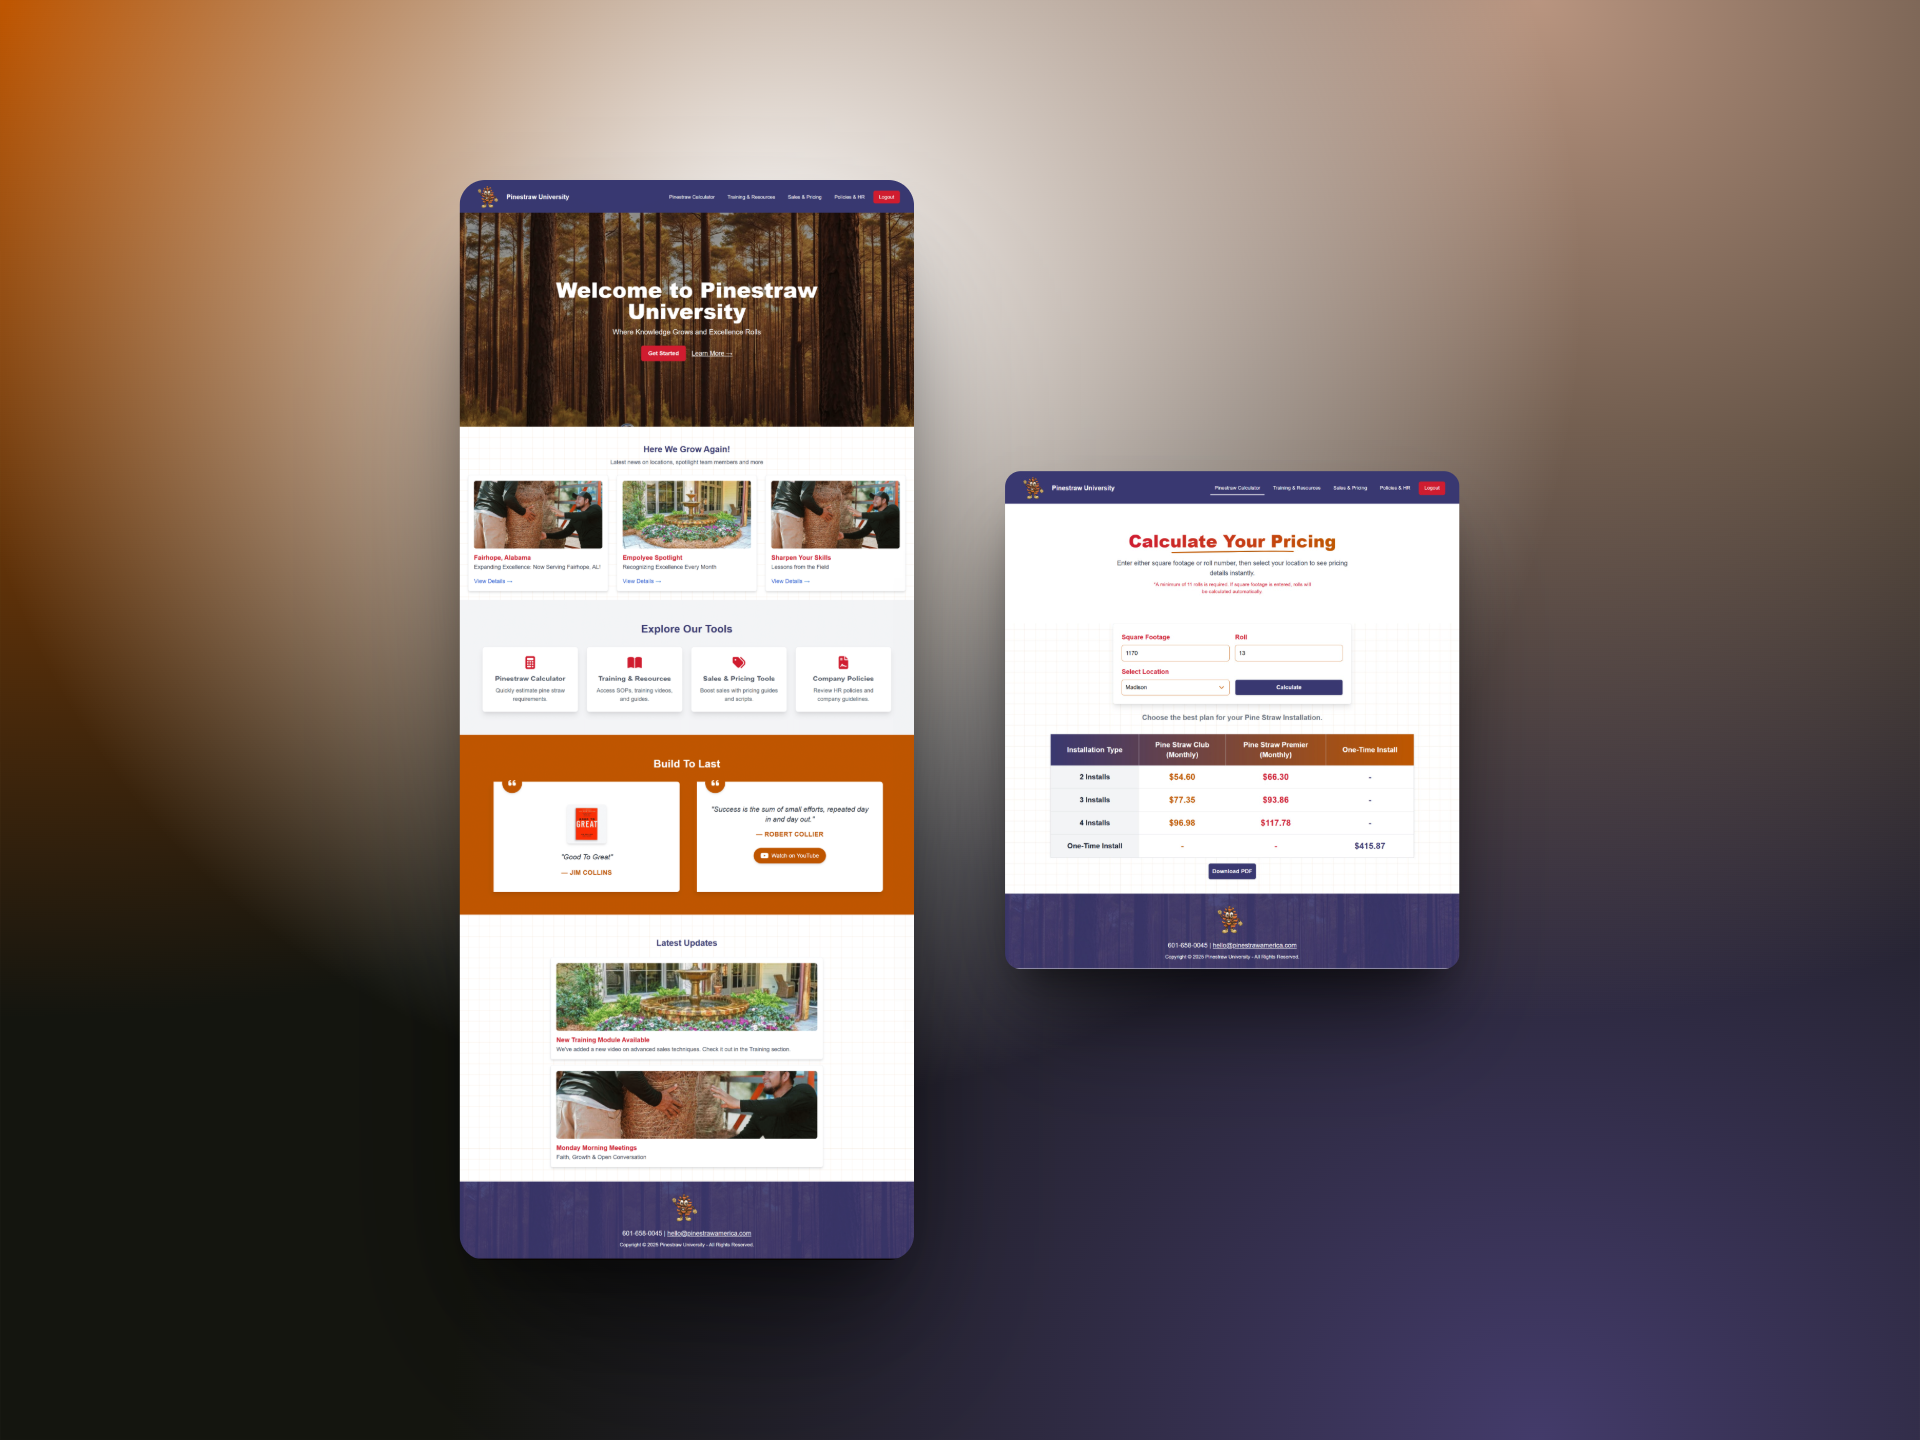 Pinestraw University
Pinestraw Calculator
Training & Resources
Sales & Pricing
Policies & HR
Logout
Welcome to Pinestraw
University
Where Knowledge Grows and Excellence Rolls
Get Started
Learn More →
Here We Grow Again!
Latest news on locations, spotlight team members and more
Fairhope, Alabama
Expanding Excellence: Now Serving Fairhope, AL!
View Details →
Empolyee Spotlight
Recognizing Excellence Every Month
View Details →
Sharpen Your Skills
Lessons from the Field
View Details →
Explore Our Tools
Pinestraw Calculator
Quickly estimate pine straw
requirements.
Training & Resources
Access SOPs, training videos,
and guides.
Sales & Pricing Tools
Boost sales with pricing guides
and scripts.
Company Policies
Review HR policies and
company guidelines.
Build To Last
GREAT
"Good To Great"
— JIM COLLINS
"Success is the sum of small efforts, repeated day
in and day out."
— ROBERT COLLIER
Watch on YouTube
Latest Updates
New Training Module Available
We've added a new video on advanced sales techniques. Check it out in the Training section
Monday Morning Meetings
Faith, Growth & Open Conversation
601-658-0045 | hello@pinestrawamerica.com
Copyright © 2025 Pinestraw University - All Rights Reserved.
Pinestraw University
Pinestraw Calculator
Training & Resources
Sales & Pricing
Policies & HR
Logout
Calculate Your Pricing
Enter either square footage or roll number, then select your location to see pricing
details instantly.
*A minimum of 11 rolls is required. If square footage is entered, rolls will
be calculated automatically.
Square Footage
Roll
1170
13
Select Location
Madison
Calculate
Choose the best plan for your Pine Straw Installation.
Installation Type
Pine Straw Club
(Monthly)
Pine Straw Premier
(Monthly)
One-Time Install
2 Installs
$54.60
$66.30
-
3 Installs
$77.35
$93.86
-
4 Installs
$96.98
$117.78
-
One-Time Install
-
-
$415.87
Download PDF
601-658-0045 | hello@pinestrawamerica.com
Copyright © 2025 Pinestraw University - All Rights Reserved.